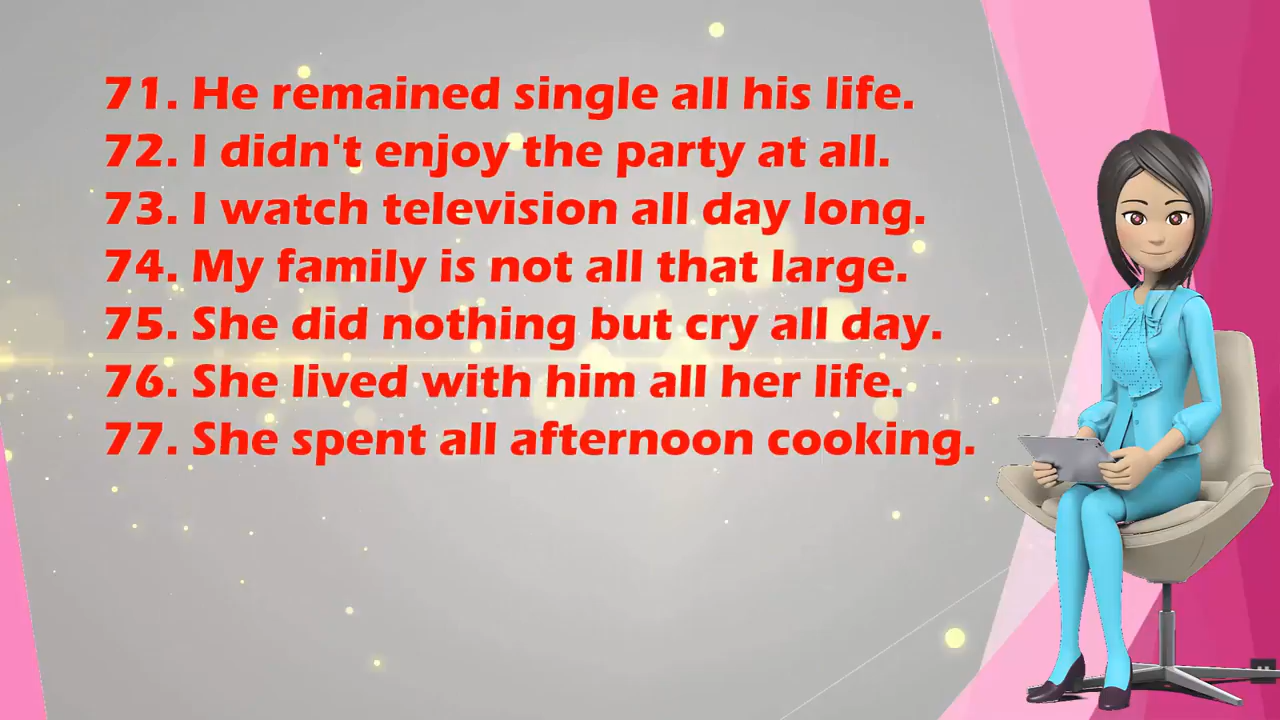 71. He remained single all his life.
72. I didn't enjoy the party at all.
73. I watch television all day long.
74. My family is not all that large.
75. She did nothing but cry all day.
76. She lived with him all her life.
77. She spent all afternoon cooking.